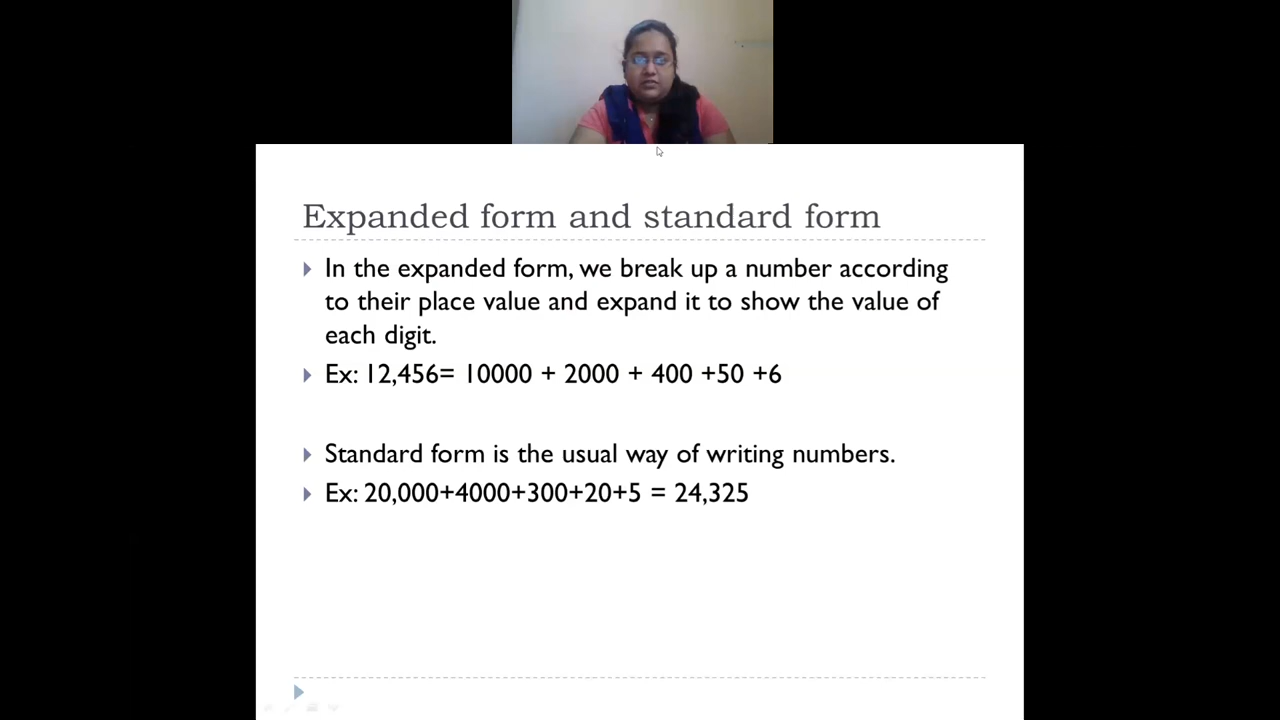 Expanded form and standard form
In the expanded form, we break up a number according
to their place value and expand it to show the value of
each digit.
Ex: 12,456= 10000 + 2000 + 400 +50 +6
Standard form is the usual way of writing numbers.
Ex: 20,000+4000+300+20+5 = 24,325